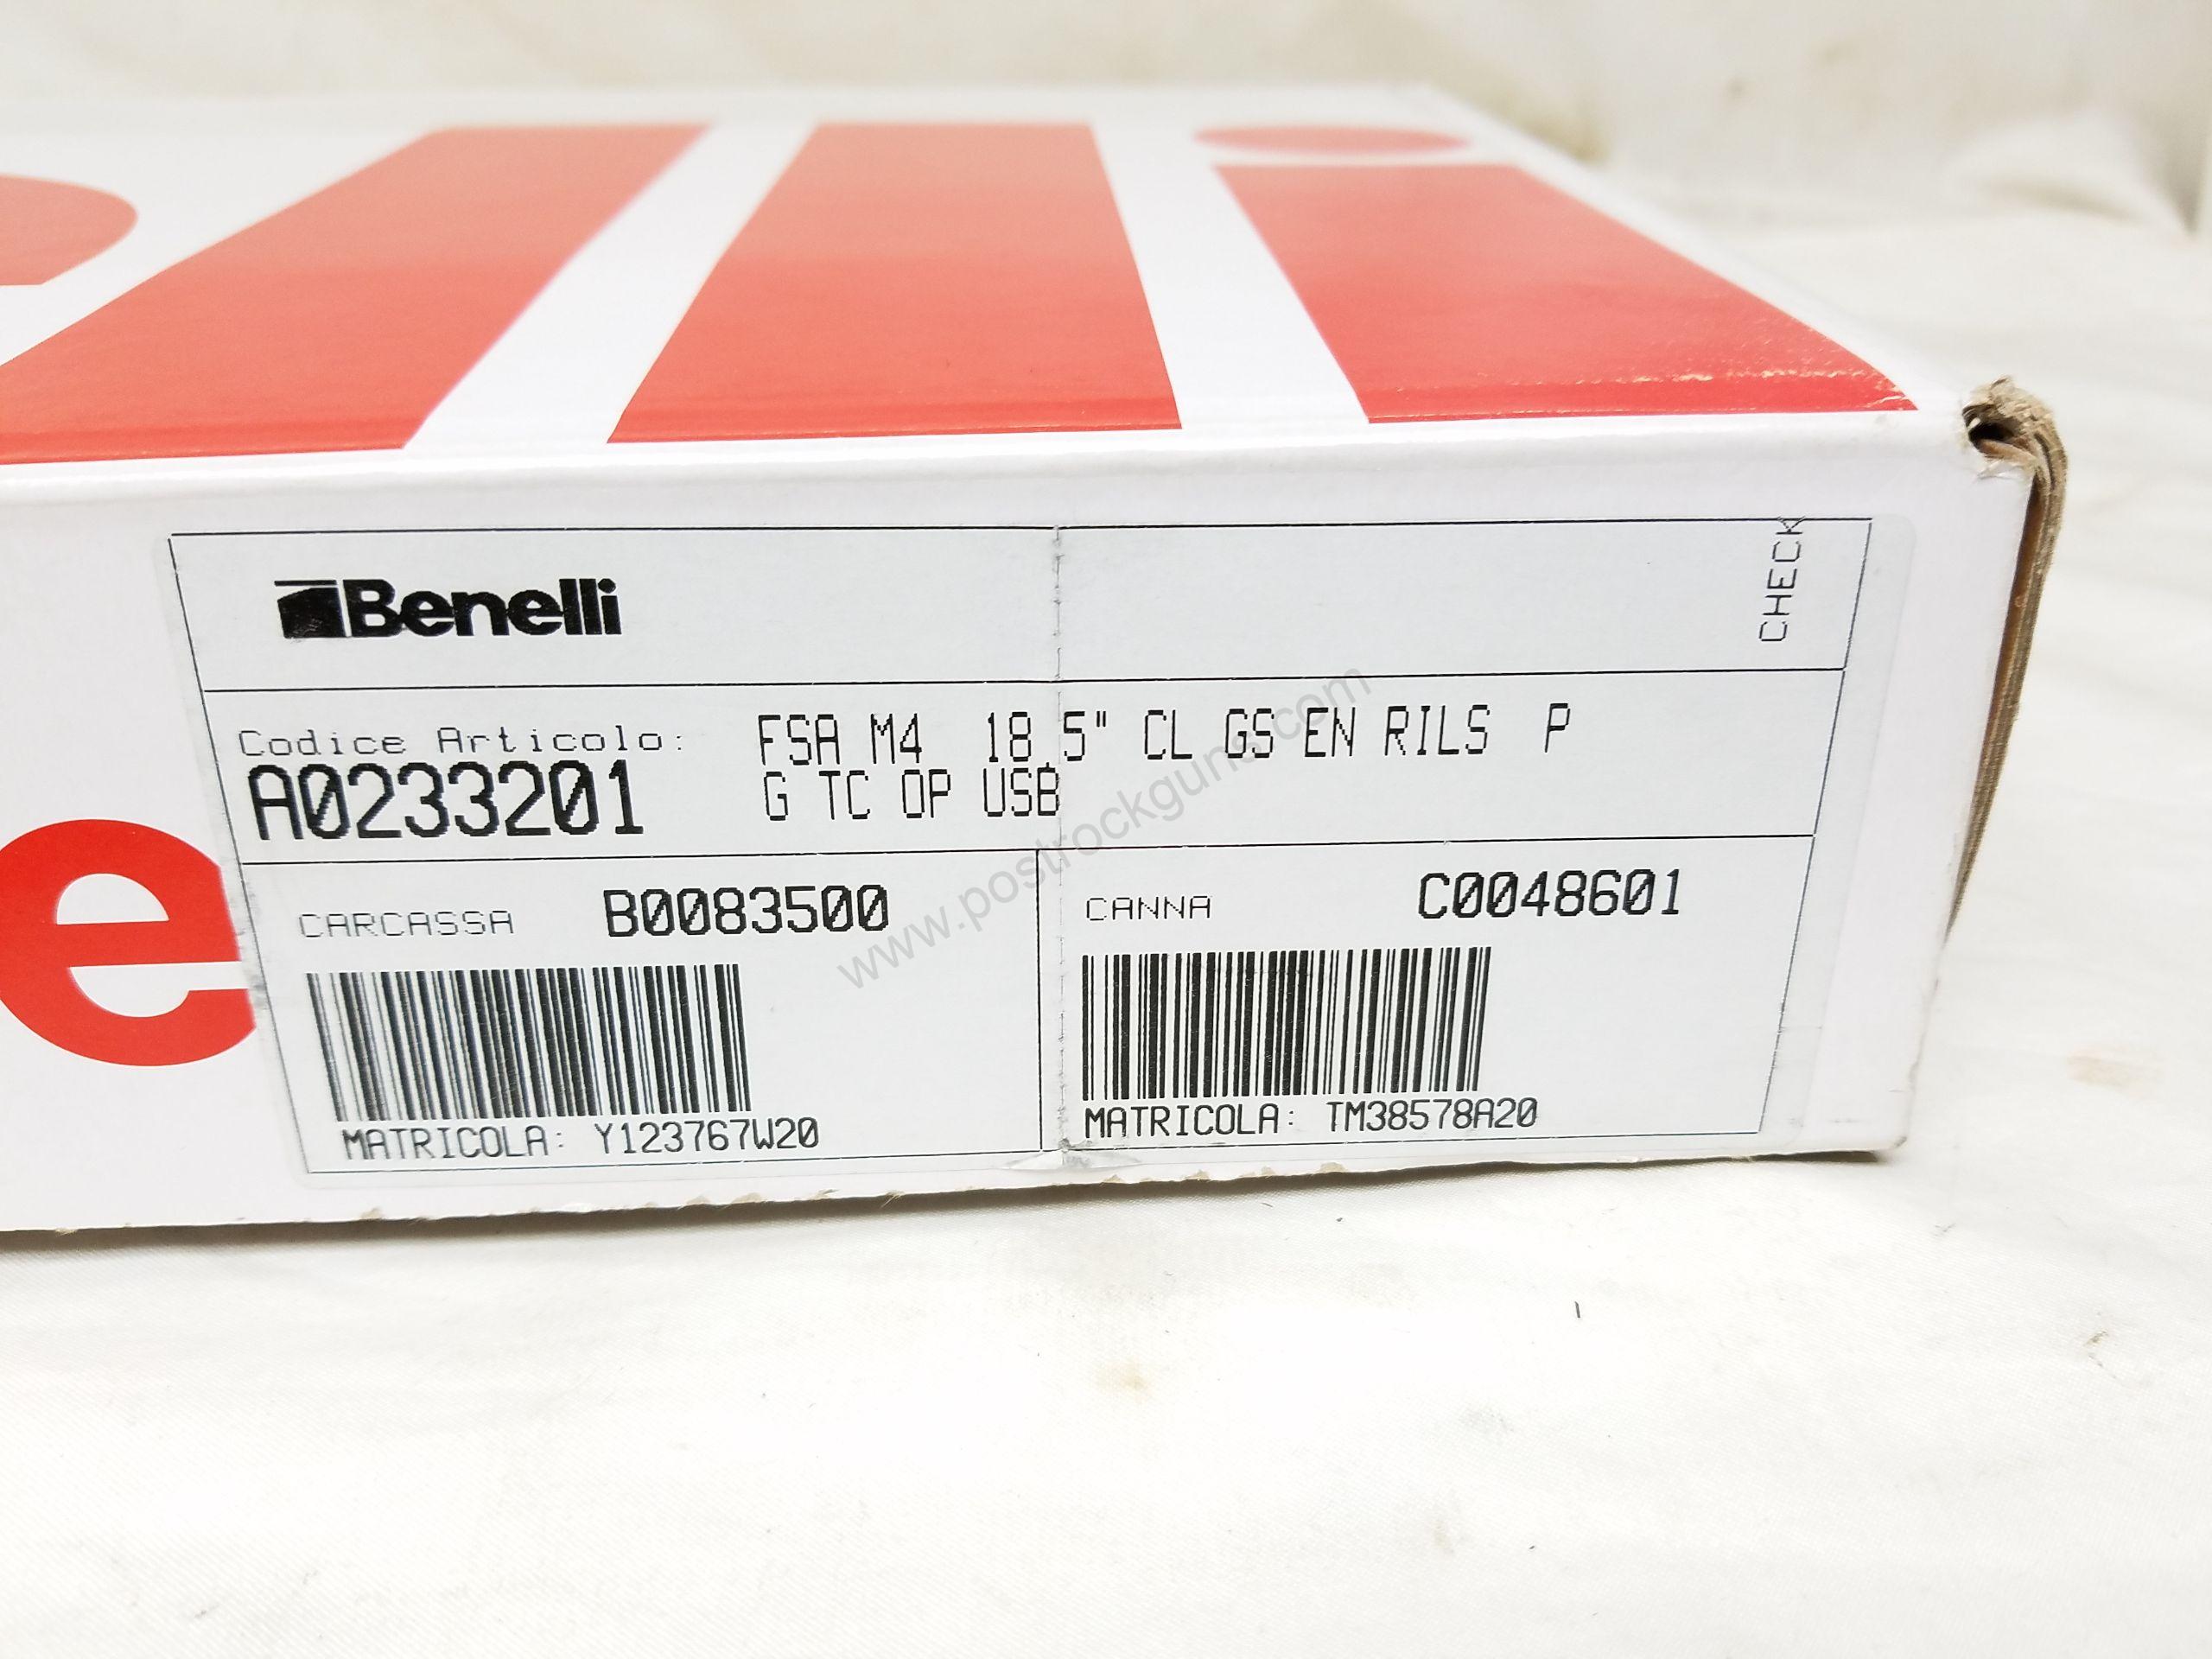 elli
e
Benelli
CHECK
Codice Articolo:
A0233201
FSA M4 18,5" CL GS EN RILS P
G TC OP USB
CARCASSA B0083500
MATRICOLA: Y123767W20
CANNA C0048601
MATRICOLA: TM38578A20
www.postrockguns.com